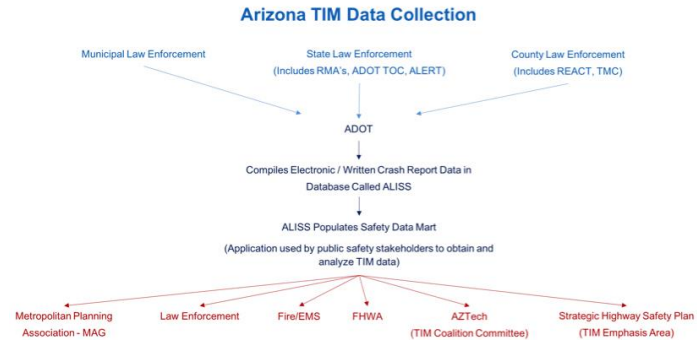 Arizona TIM Data Collection
Municipal Law Enforcement
State Law Enforcement
(Includes RMA's, ADOT TOC, ALERT)
County Law Enforcement
(Includes REACT, TMC)
ADOT
Compiles Electronic / Written Crash Report Data in
Database Called ALISS
ALISS Populates Safety Data Mart
(Application used by public safety stakeholders to obtain and
analyze TIM data)
Metropolitan Planning
Association - MAG
Law Enforcement
Fire/EMS
FHWA
AZTech
(TIM Coalition Committee)
Strategic Highway Safety Plan
(TIM Emphasis Area)